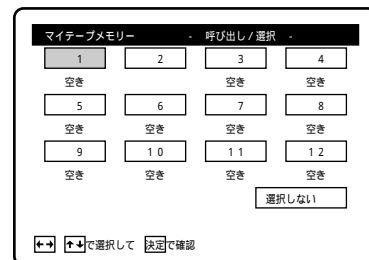 マイテープメモリー - 呼び出し/選択 -
1 2 3 4
空き 空き 空き
5 6 7 8
空き 空き 空き 空き
9 10 11 12
空き 空き 空き 空き
選択しない
←→ ↑↓で選択して 決定で確認